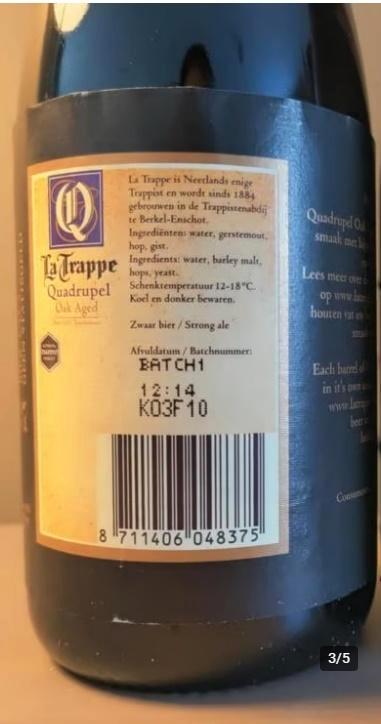 Q
La Trappe
Quadrupel
Oak Aged
La Trappe is Neerlands enige
Trappist en wordt sinds 1884
gebrouwen in de Trappistenabdij
te Berkel-Enschot.
Ingrediënten: water, gerstemout,
hop, gist.
Ingredients: water, barley malt,
hops, yeast.
Schenktemperatuur 12-18°C.
Koel en donker bewaren.
Zwaar bier / Strong ale
Afvuldatum / Batchnummer:
BATCH1
12:14
K03F10
8 711406 048375
Quadrupel Oak
smaak met
Lees meer over
op www.
houten vat
Each barrel of
in it's own
www.
beer
3/5